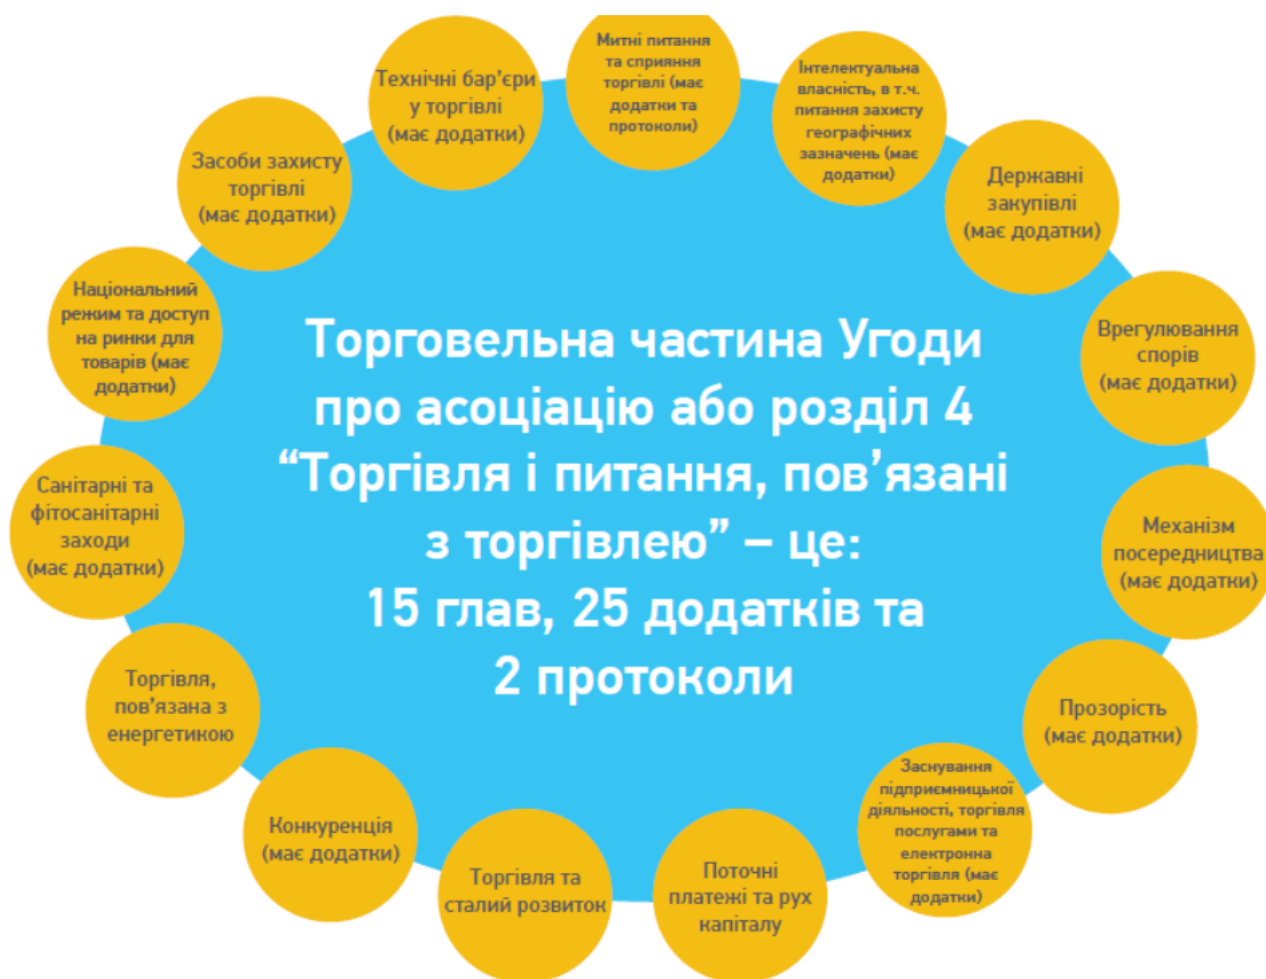 Митні питання
та сприяння
торгівлі (має
додатки та
протоколи)
Технічні бар’єри
у торгівлі
(має додатки)
Інтелектуальна
власність, в т.ч.
питання захисту
географічних
зазначень (має
додатки)
Засоби захисту
торгівлі
(має додатки)
Державні
закупівлі
(має додатки)
Національний
режим та доступ
на ринки для
товарів (має
додатки)
Врегулювання
спорів
(має додатки)
Торговельна частина Угоди
про асоціацію або розділ 4
“Торгівля і питання, пов’язані
з торгівлею” – це:
15 глав, 25 додатків та
2 протоколи
Санітарні та
фітосанітарні
заходи
(має додатки)
Механізм
посередництва
(має додатки)
Торгівля,
пов’язана з
енергетикою
Прозорість
(має додатки)
Конкуренція
(має додатки)
Торгівля та
сталий розвиток
Поточні
платежі та рух
капіталу
Заснування
підприємницької
діяльності, торгівля
послугами та
електронна
торгівля (має
додатки)